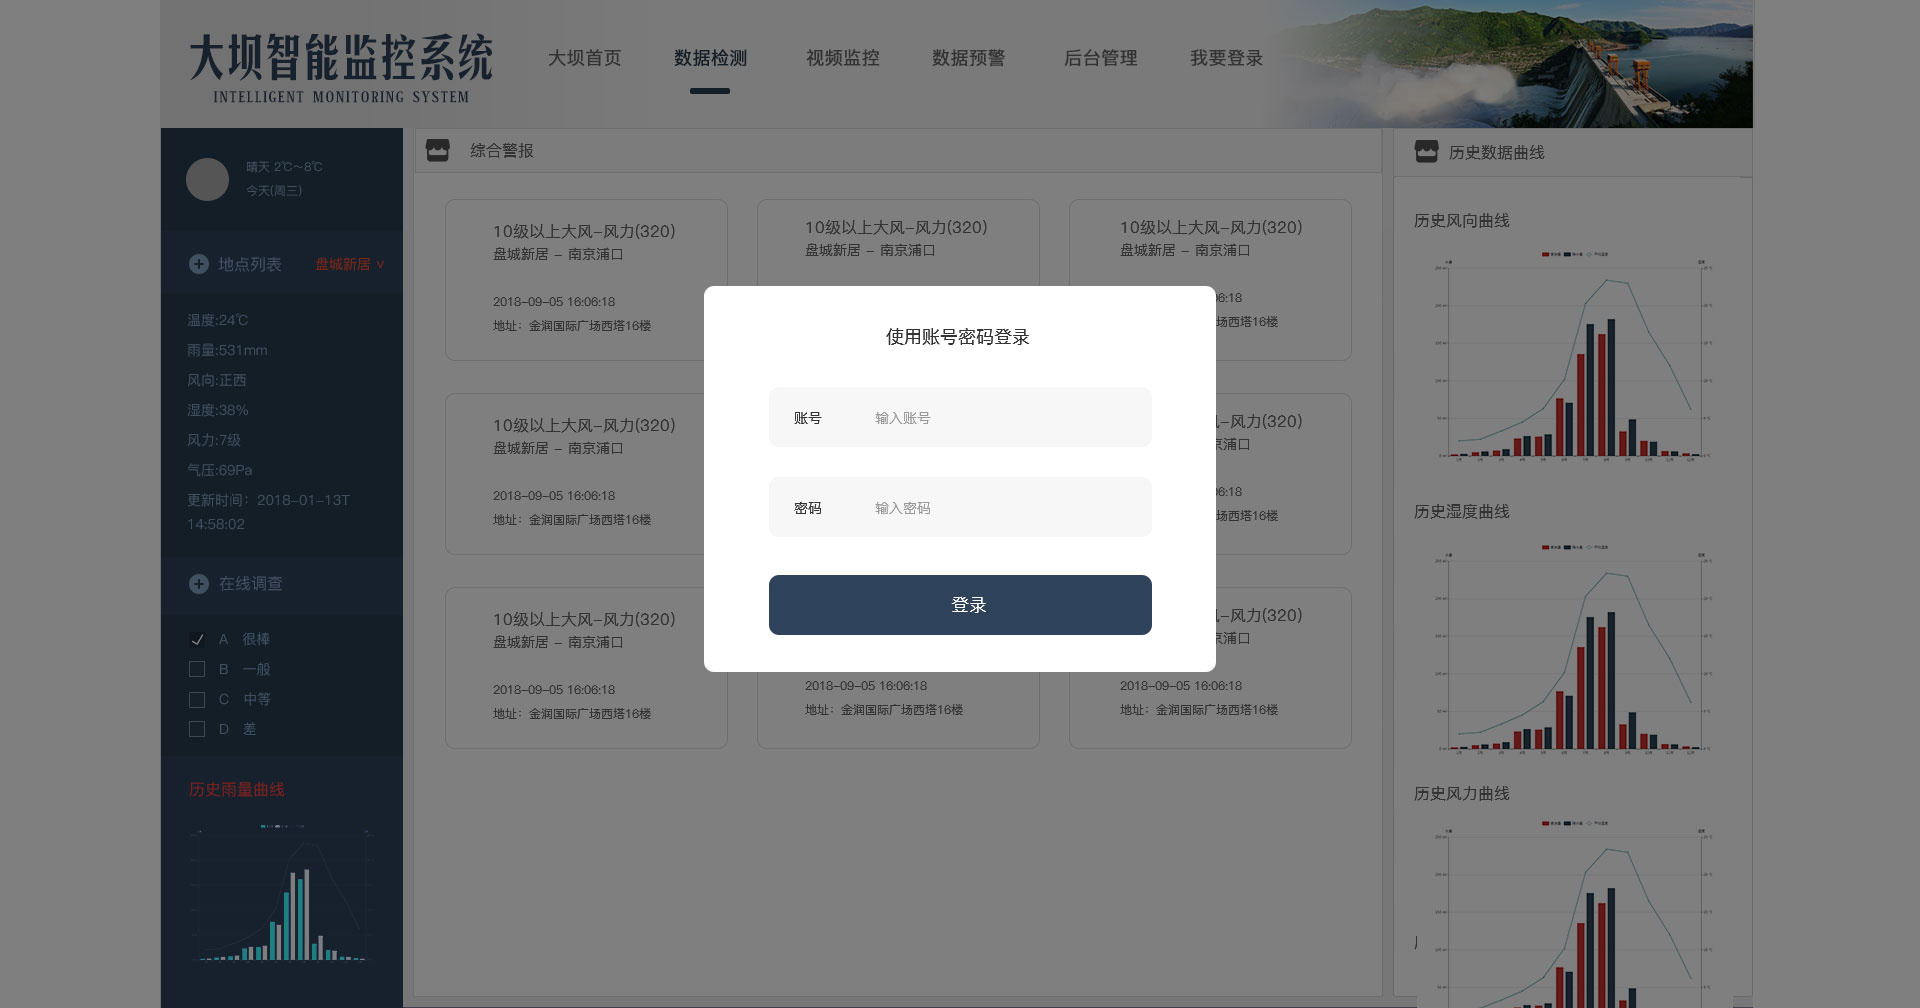 大坝智能监控系统
INTELLIGENT MONITORING SYSTEM
大坝首页
数据检测
视频监控
数据预警
后台管理
我要登录
晴天 2℃～8℃
今天(周三)
地点列表
盘城新居 ∨
温度:24℃
雨量:531mm
风向:正西
湿度:38%
风力:7级
气压:69Pa
更新时间：2018-01-13T
14:58:02
在线调查
A 很棒
B 一般
C 中等
D 差
历史雨量曲线
综合警报
10级以上大风-风力(320)
盘城新居 - 南京浦口
2018-09-05 16:06:18
地址：金润国际广场西塔16楼
10级以上大风-风力(320)
盘城新居 - 南京浦口
10级以上大风-风力(320)
盘城新居 - 南京浦口
06:18
场西塔16楼
10级以上大风-风力(320)
盘城新居 - 南京浦口
2018-09-05 16:06:18
地址：金润国际广场西塔16楼
-风力(320)
京浦口
06:18
场西塔16楼
10级以上大风-风力(320)
盘城新居 - 南京浦口
2018-09-05 16:06:18
地址：金润国际广场西塔16楼
2018-09-05 16:06:18
地址：金润国际广场西塔16楼
-风力(320)
京浦口
2018-09-05 16:06:18
地址：金润国际广场西塔16楼
使用账号密码登录
账号 输入账号
密码 输入密码
登录
历史数据曲线
历史风向曲线
历史湿度曲线
历史风力曲线